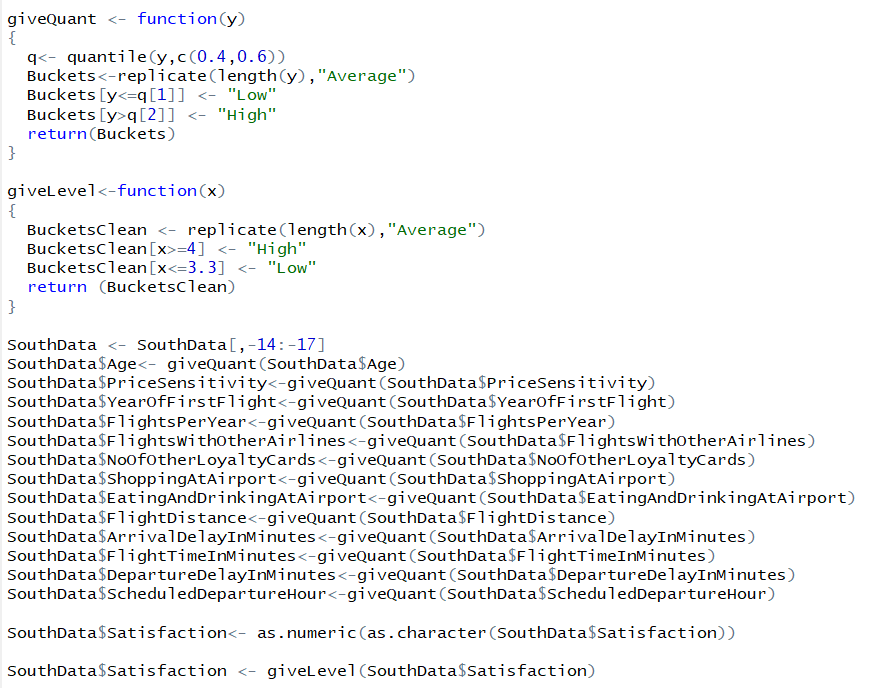 giveQuant <- function(y)
{
  q<- quantile(y,c(0.4,0.6))
  Buckets<-replicate(length(y),"Average")
  Buckets[y<=q[1]] <- "Low"
  Buckets[y>q[2]] <- "High"
  return(Buckets)
}

giveLevel<-function(x)
{
  BucketsClean <- replicate(length(x),"Average")
  BucketsClean[x>=4] <- "High"
  BucketsClean[x<=3.3] <- "Low"
  return (BucketsClean)
}

SouthData <- SouthData[,-14:-17]
SouthData$Age<- giveQuant(SouthData$Age)
SouthData$PriceSensitivity<-giveQuant(SouthData$PriceSensitivity)
SouthData$YearOfFirstFlight<-giveQuant(SouthData$YearOfFirstFlight)
SouthData$FlightsPerYear<-giveQuant(SouthData$FlightsPerYear)
SouthData$FlightsWithOtherAirlines<-giveQuant(SouthData$FlightsWithOtherAirlines)
SouthData$NoOfOtherLoyaltyCards<-giveQuant(SouthData$NoOfOtherLoyaltyCards)
SouthData$ShoppingAtAirport<-giveQuant(SouthData$ShoppingAtAirport)
SouthData$EatingAndDrinkingAtAirport<-giveQuant(SouthData$EatingAndDrinkingAtAirport)
SouthData$FlightDistance<-giveQuant(SouthData$FlightDistance)
SouthData$ArrivalDelayInMinutes<-giveQuant(SouthData$ArrivalDelayInMinutes)
SouthData$FlightTimeInMinutes<-giveQuant(SouthData$FlightTimeInMinutes)
SouthData$DepartureDelayInMinutes<-giveQuant(SouthData$DepartureDelayInMinutes)
SouthData$ScheduledDepartureHour<-giveQuant(SouthData$ScheduledDepartureHour)

SouthData$Satisfaction<- as.numeric(as.character(SouthData$Satisfaction))

SouthData$Satisfaction <- giveLevel(SouthData$Satisfaction)